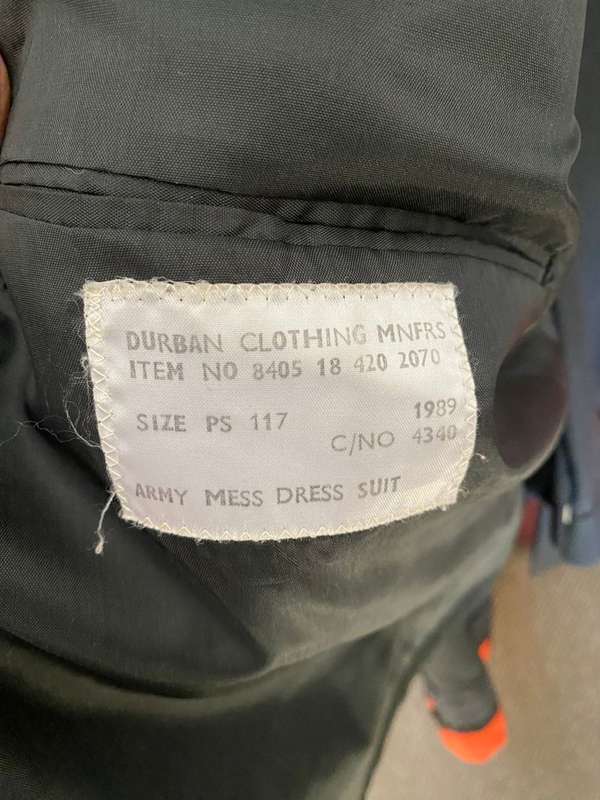 DURBAN CLOTHING MNFRS
ITEM NO 8405 18 420 2070
SIZE PS 117 1989
C/NO 4340
ARMY MESS DRESS SUIT